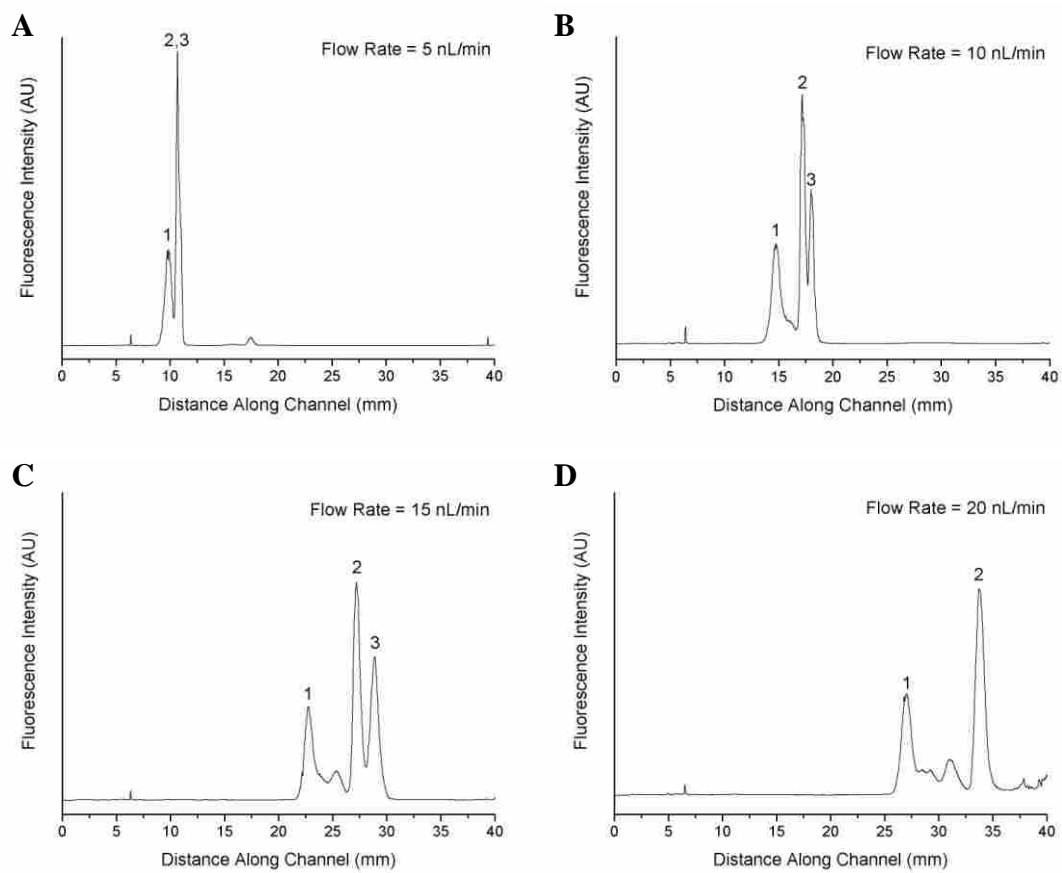 A
Flow Rate = 5 nL/min
2,3
1
Fluorescence Intensity (AU)
0 5 10 15 20 25 30 35 40
Distance Along Channel (mm)
B
Flow Rate = 10 nL/min
2
3
1
Fluorescence Intensity (AU)
0 5 10 15 20 25 30 35 40
Distance Along Channel (mm)
C
Flow Rate = 15 nL/min
2
3
1
Fluorescence Intensity (AU)
0 5 10 15 20 25 30 35 40
Distance Along Channel (mm)
D
Flow Rate = 20 nL/min
2
1
Fluorescence Intensity (AU)
0 5 10 15 20 25 30 35 40
Distance Along Channel (mm)